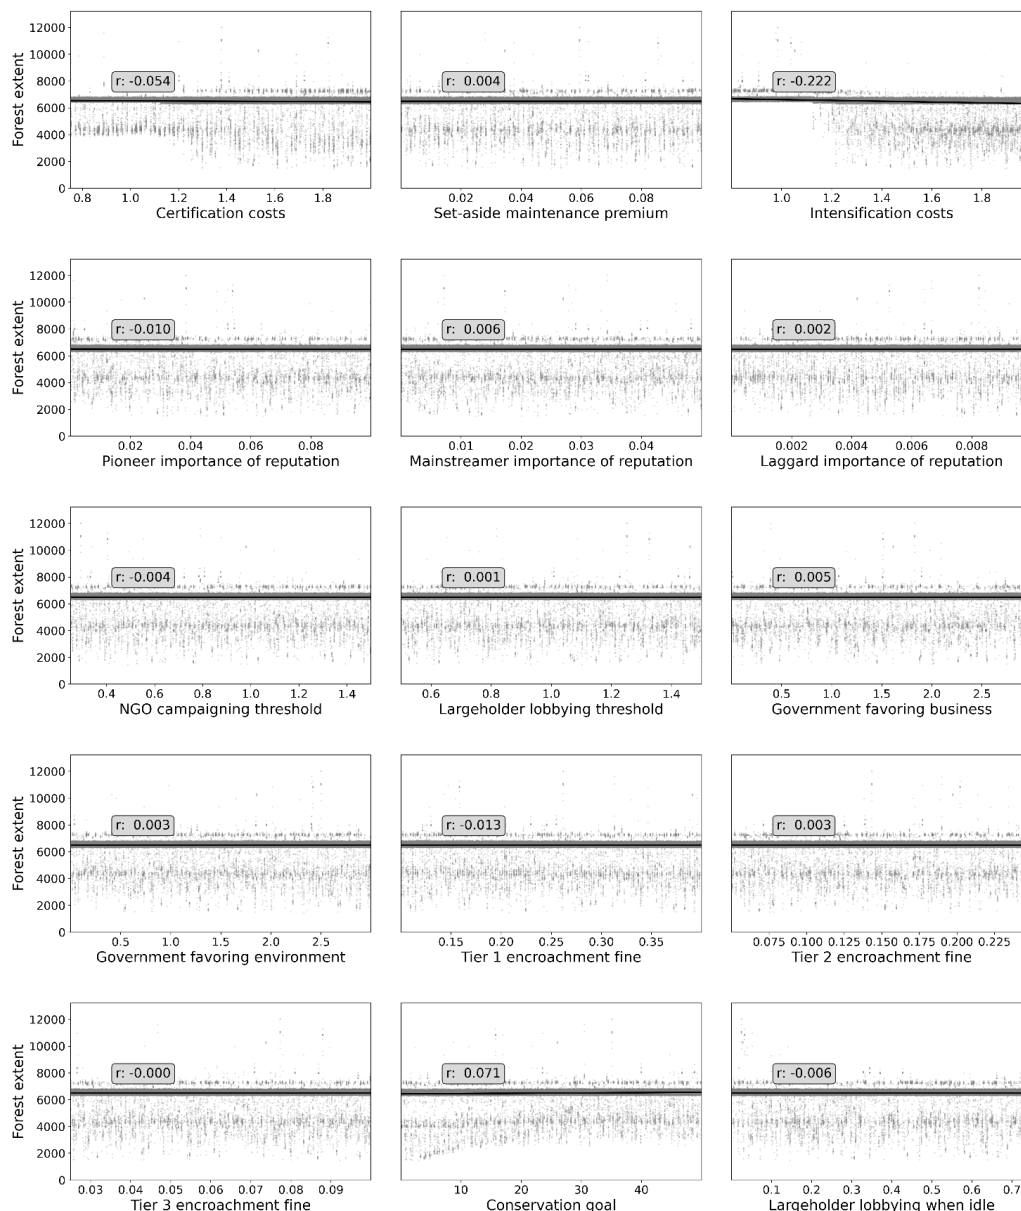 12000
10000
8000
6000
4000
2000
0
Forest extent
r: -0.054
0.8 1.0 1.2 1.4 1.6 1.8
Certification costs
r: 0.004
0.02 0.04 0.06 0.08
Set-aside maintenance premium
r: -0.222
1.0 1.2 1.4 1.6 1.8
Intensification costs
12000
10000
8000
6000
4000
2000
0
Forest extent
r: -0.010
0.02 0.04 0.06 0.08
Pioneer importance of reputation
r: 0.006
0.01 0.02 0.03 0.04
Mainstreamer importance of reputation
r: 0.002
0.002 0.004 0.006 0.008
Laggard importance of reputation
12000
10000
8000
6000
4000
2000
0
Forest extent
r: -0.004
0.4 0.6 0.8 1.0 1.2 1.4
NGO campaigning threshold
r: 0.001
0.6 0.8 1.0 1.2 1.4
Largeholder lobbying threshold
r: 0.005
0.5 1.0 1.5 2.0 2.5
Government favoring business
12000
10000
8000
6000
4000
2000
0
Forest extent
r: 0.003
0.5 1.0 1.5 2.0 2.5
Government favoring environment
r: -0.013
0.15 0.20 0.25 0.30 0.35
Tier 1 encroachment fine
r: 0.003
0.075 0.100 0.125 0.150 0.175 0.200 0.225
Tier 2 encroachment fine
12000
10000
8000
6000
4000
2000
0
Forest extent
r: -0.000
0.03 0.04 0.05 0.06 0.07 0.08 0.09
Tier 3 encroachment fine
r: 0.071
10 20 30 40
Conservation goal
r: -0.006
0.1 0.2 0.3 0.4 0.5 0.6 0.7
Largeholder lobbying when idle